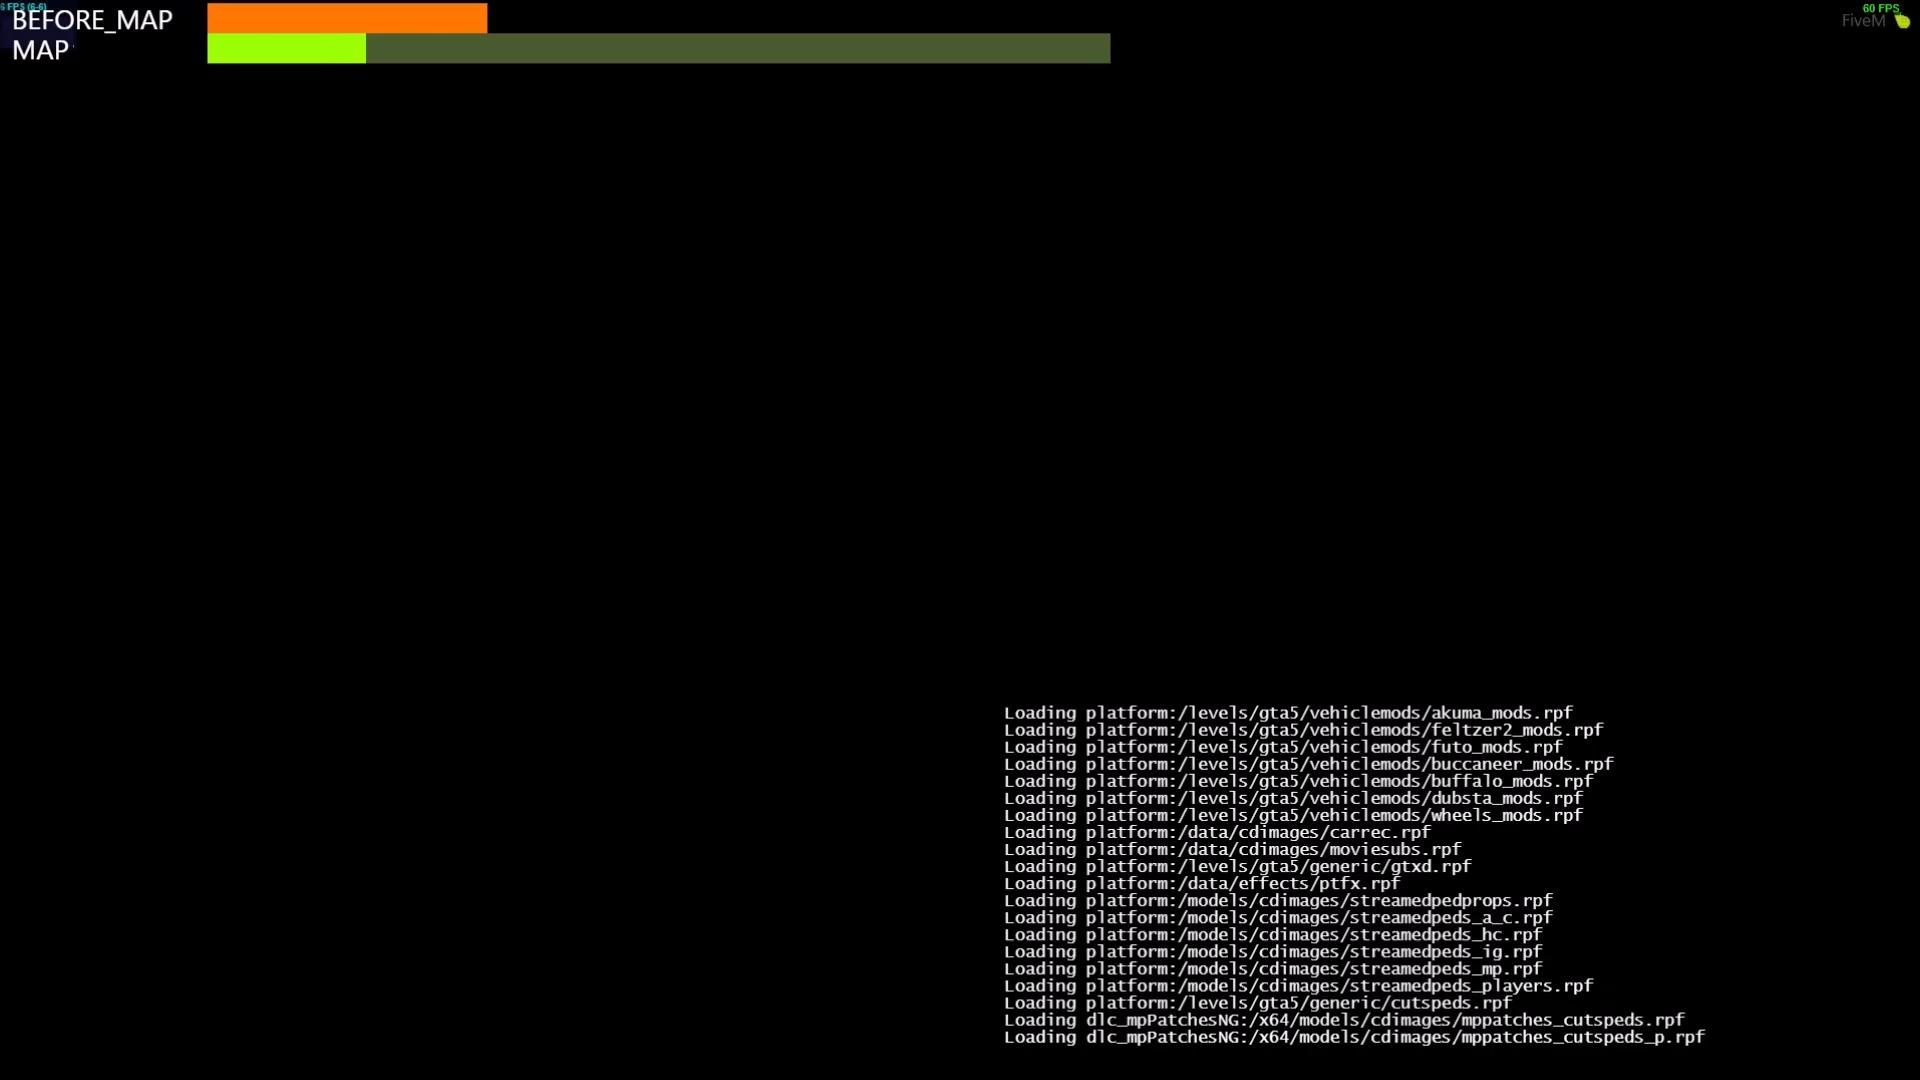 6 FPS (6-6)
60 FPS
BEFORE_MAP
FiveM
MAP
Loading platform:/levels/gta5/vehiclemods/akuma_mods.rpf
Loading platform:/levels/gta5/vehiclemods/feltzer2_mods.rpf
Loading platform:/levels/gta5/vehiclemods/futo_mods.rpf
Loading platform:/levels/gta5/vehiclemods/buccaneer_mods.rpf
Loading platform:/levels/gta5/vehiclemods/buffalo_mods.rpf
Loading platform:/levels/gta5/vehiclemods/dubsta_mods.rpf
Loading platform:/levels/gta5/vehiclemods/wheels_mods.rpf
Loading platform:/data/cdimages/carrec.rpf
Loading platform:/data/cdimages/moviesubs.rpf
Loading platform:/levels/gta5/generic/gtxd.rpf
Loading platform:/data/effects/ptfx.rpf
Loading platform:/models/cdimages/streamedpedprops.rpf
Loading platform:/models/cdimages/streamedpeds_a_c.rpf
Loading platform:/models/cdimages/streamedpeds_hc.rpf
Loading platform:/models/cdimages/streamedpeds_ig.rpf
Loading platform:/models/cdimages/streamedpeds_mp.rpf
Loading platform:/models/cdimages/streamedpeds_players.rpf
Loading platform:/levels/gta5/generic/cutspeds.rpf
Loading dlc_mpPatchesNG:/x64/models/cdimages/mppatches_cutspeds.rpf
Loading dlc_mpPatchesNG:/x64/models/cdimages/mppatches_cutspeds_p.rpf